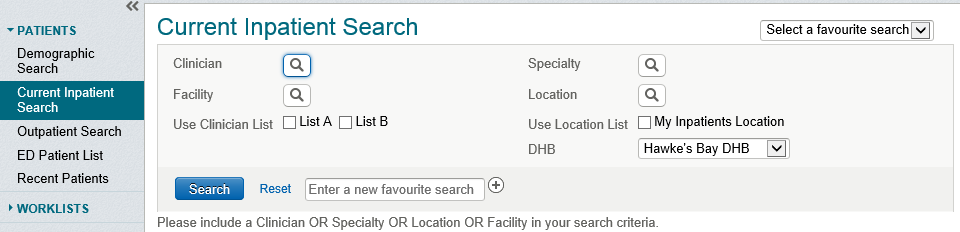 PATIENTS
Demographic
Search
Current Inpatient
Search
Outpatient Search
ED Patient List
Recent Patients
WORKLISTS
Current Inpatient Search
Select a favourite search
Clinician
Specialty
Facility
Location
Use Clinician List List A List B
Use Location List My Inpatients Location
DHB Hawke's Bay DHB
Search Reset Enter a new favourite search
Please include a Clinician OR Specialty OR Location OR Facility in your search criteria.